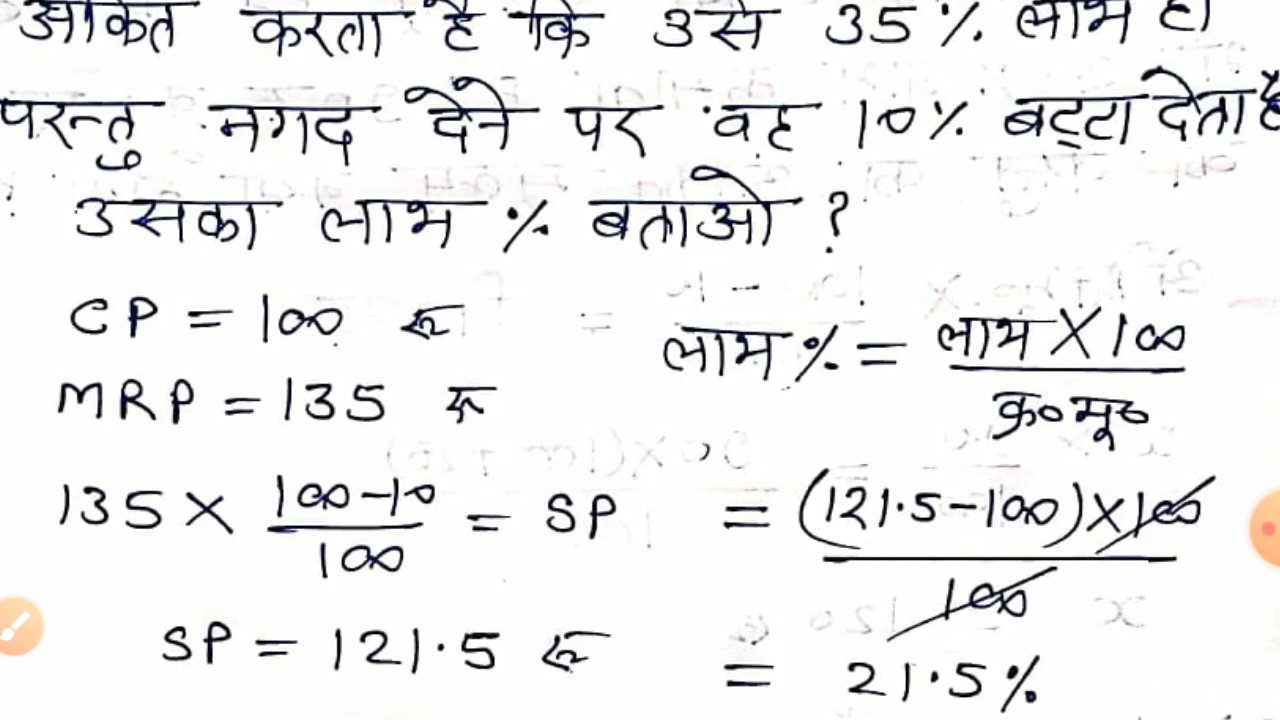 अंकित करता है कि उसे 35% लाभ हो
परन्तु नगद देने पर वह 10% बट्टा देता है
उसका लाभ % बताओ ?
CP = 100 रू
MRP = 135 रू
135 × (100-10)/100 = SP
SP = 121.5 रू
लाभ % = लाभ × 100 / क्र० मू०
= (121.5-100) × 100 / 100
= 21.5%